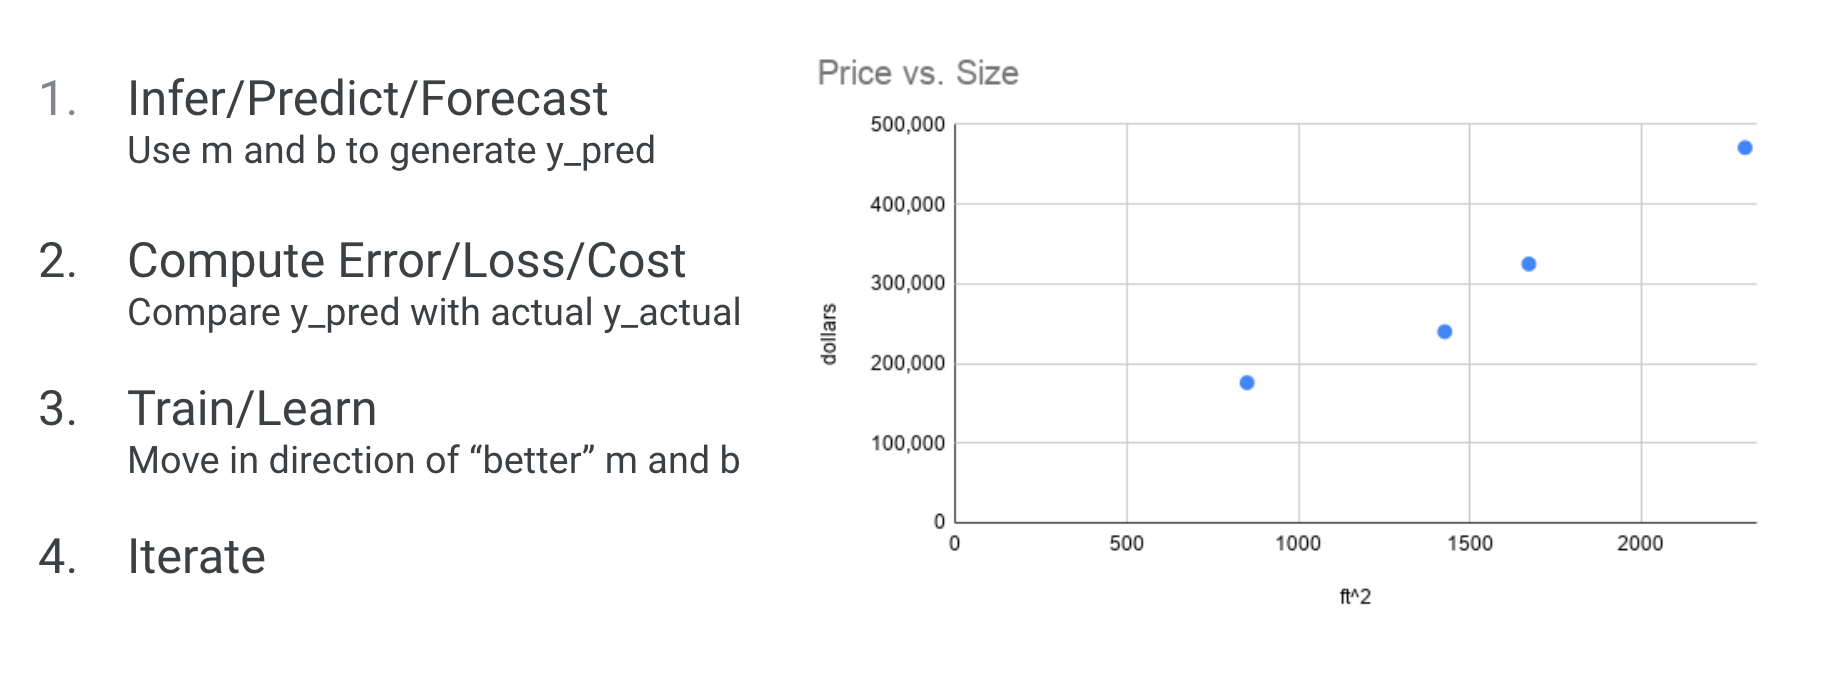 1. Infer/Predict/Forecast
Use m and b to generate y_pred
2. Compute Error/Loss/Cost
Compare y_pred with actual y_actual
3. Train/Learn
Move in direction of “better” m and b
4. Iterate
Price vs. Size
500,000
400,000
300,000
200,000
100,000
0
dollars
0 500 1000 1500 2000
ft^2